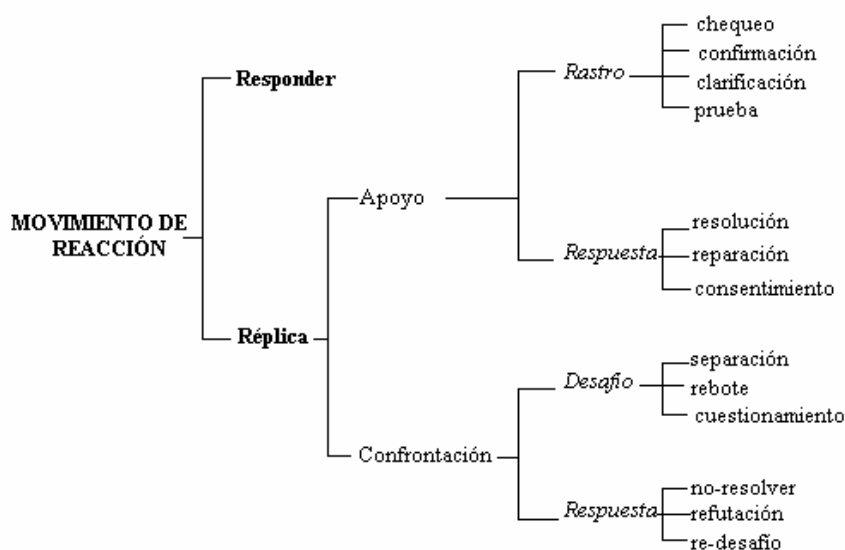 MOVIMIENTO DE
REACCIÓN
Responder
Réplica
Apoyo
Rastro
chequeo
confirmación
clarificación
prueba
Respuesta
resolución
reparación
consentimiento
Confrontación
Desafío
separación
rebote
cuestionamiento
Respuesta
no-resolver
refutación
re-desafío